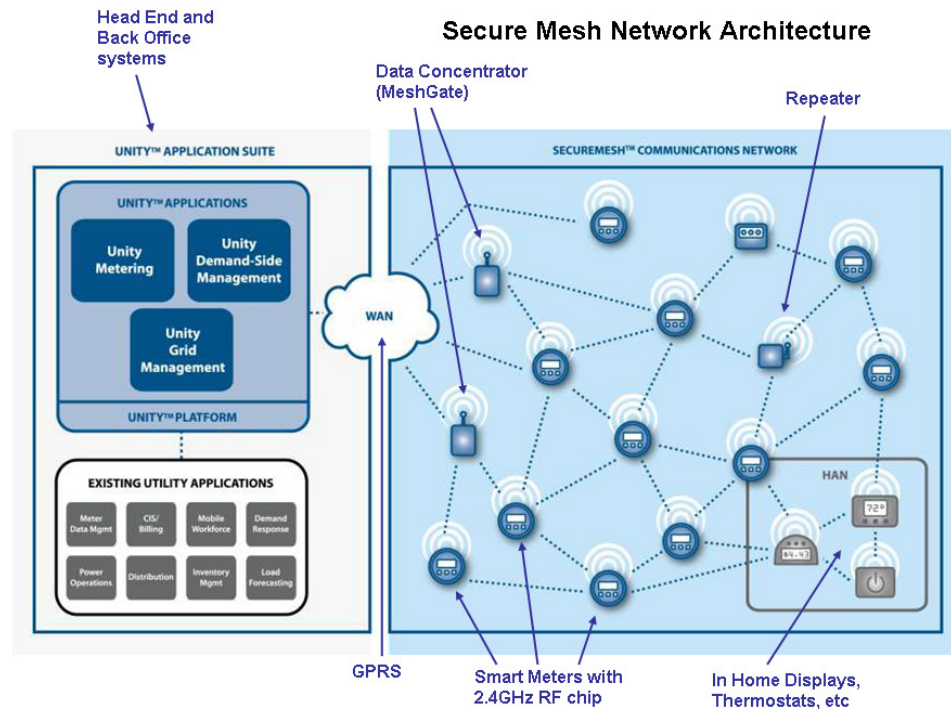 Head End and
Back Office
systems
Secure Mesh Network Architecture
Data Concentrator
(MeshGate)
Repeater
UNITY™ APPLICATION SUITE
SECUREMESH™ COMMUNICATIONS NETWORK
UNITY™ APPLICATIONS
Unity
Metering
Unity
Demand-Side
Management
Unity
Grid
Management
UNITY™ PLATFORM
WAN
EXISTING UTILITY APPLICATIONS
Meter
Data Mgmt
CIS/
Billing
Mobile
Workforce
Demand
Response
Power
Operations
Distribution
Inventory
Mgmt
Load
Forecasting
HAN
72°
04.43
GPRS
Smart Meters with
2.4GHz RF chip
In Home Displays,
Thermostats, etc